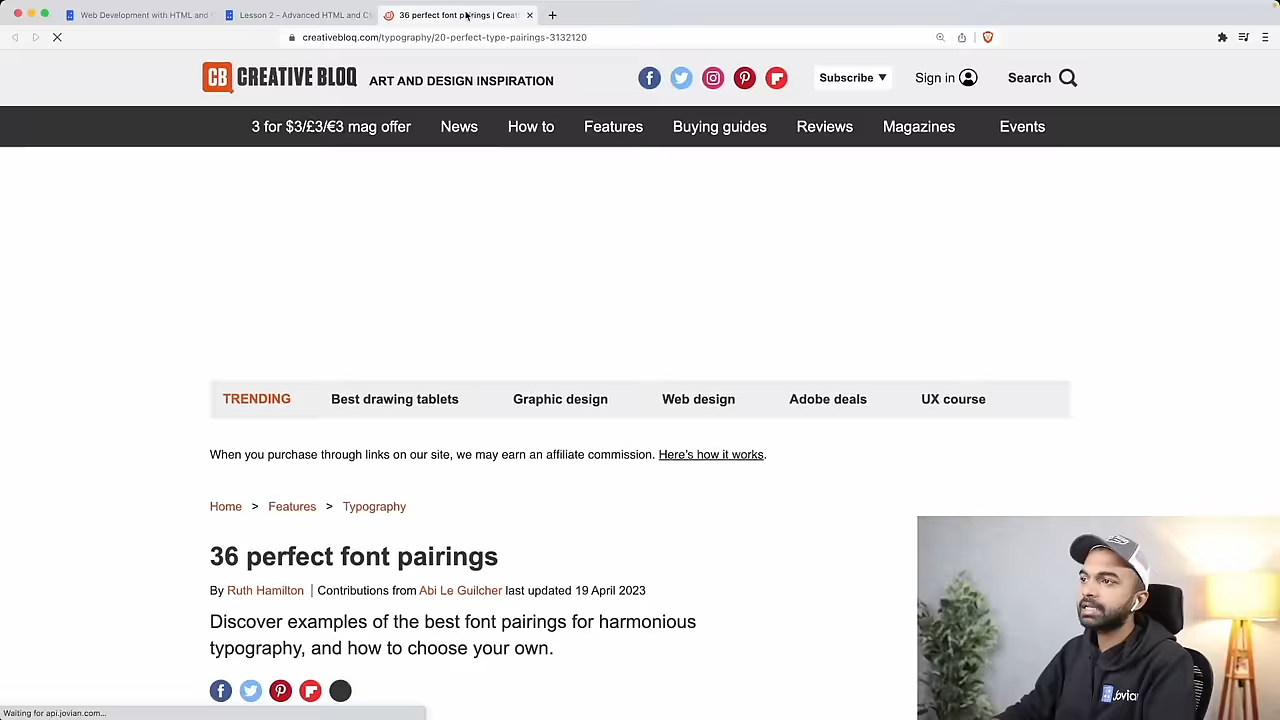 Web Development with HTML and
Lesson 2 - Advanced HTML and CS
36 perfect font pairings | Creati
creativebloq.com/typography/20-perfect-type-pairings-3132120
CB CREATIVE BLOQ ART AND DESIGN INSPIRATION
Subscribe ▼ Sign in Search
3 for $3/£3/€3 mag offer News How to Features Buying guides Reviews Magazines Events
TRENDING Best drawing tablets Graphic design Web design Adobe deals UX course
When you purchase through links on our site, we may earn an affiliate commission. Here's how it works.
Home > Features > Typography
36 perfect font pairings
By Ruth Hamilton | Contributions from Abi Le Guilcher last updated 19 April 2023
Discover examples of the best font pairings for harmonious
typography, and how to choose your own.
Jovian
Waiting for api.jovian.com...